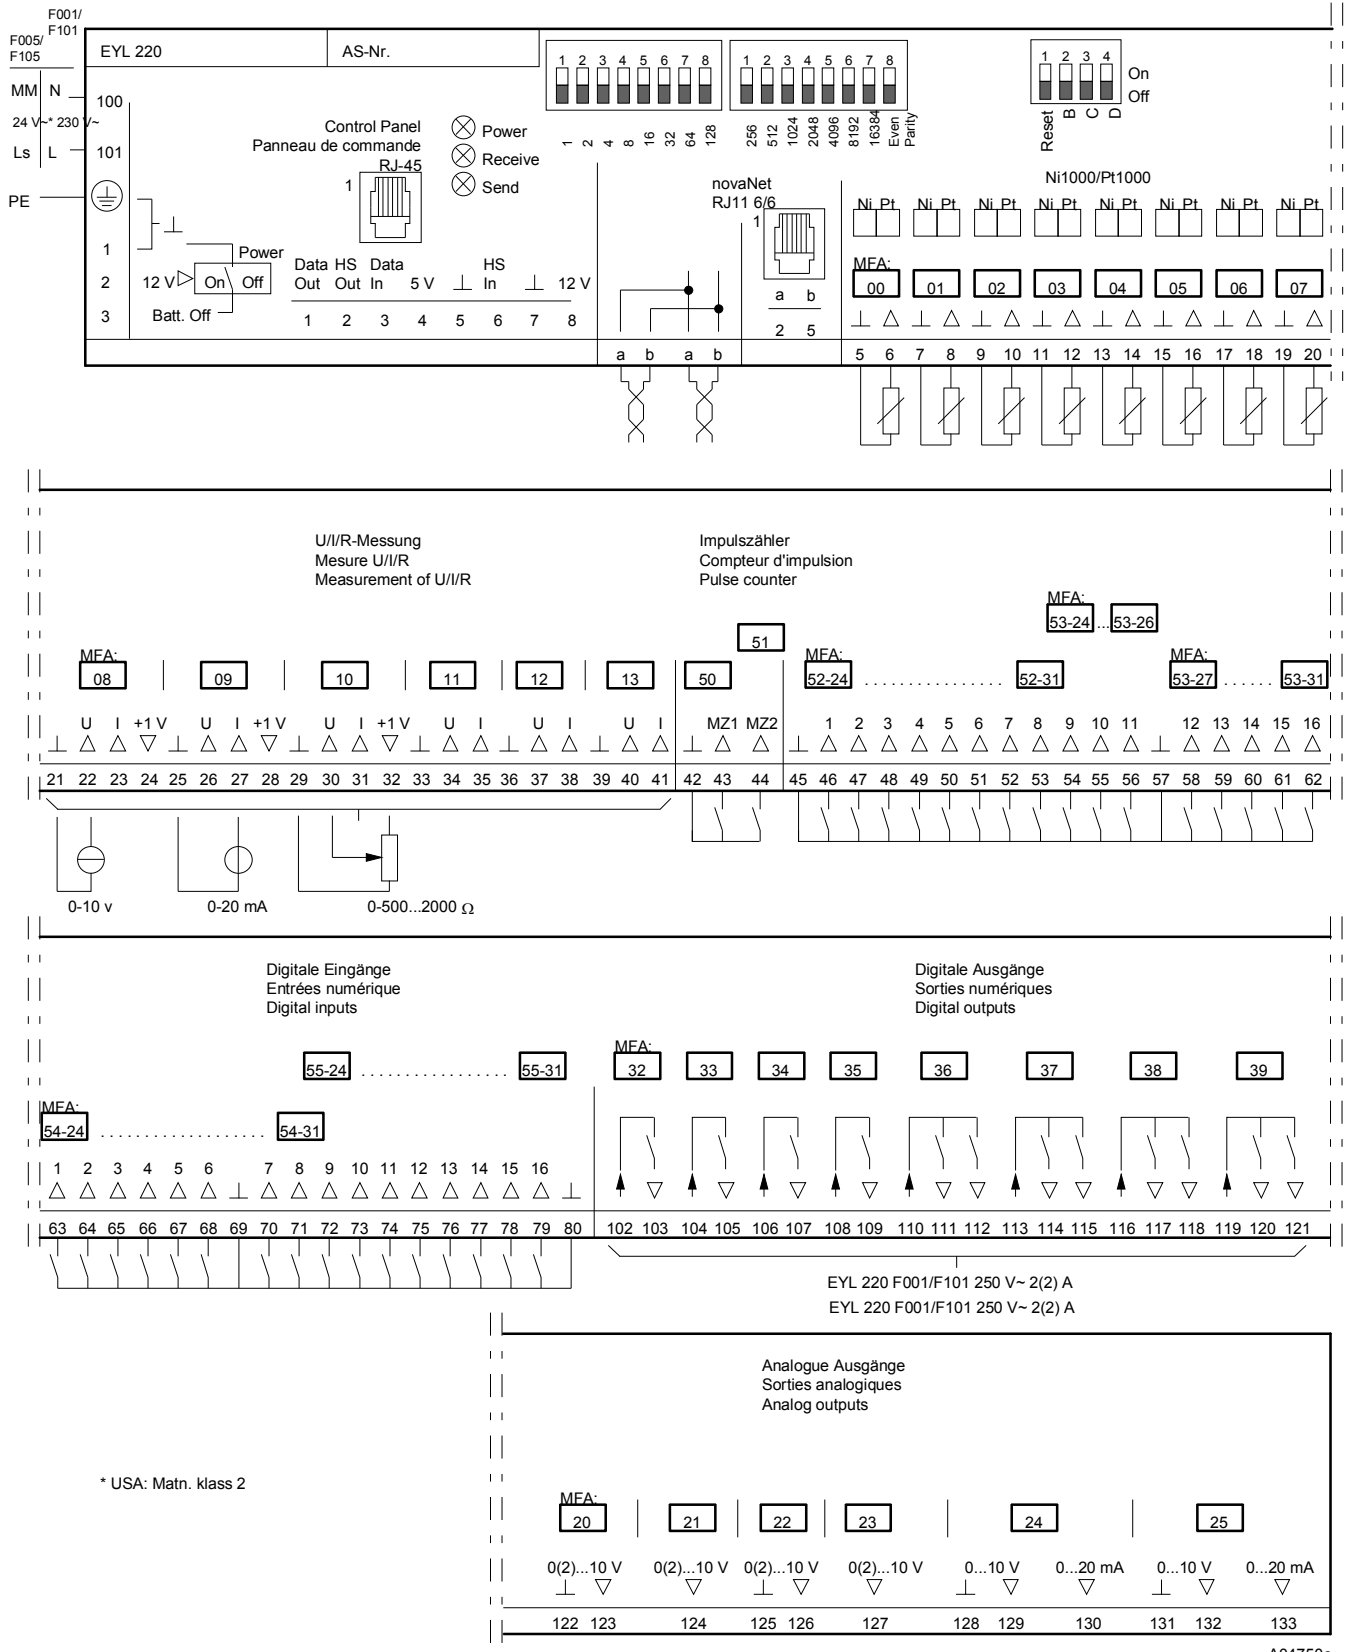 F001/
F101
F005/
F105
EYL 220 AS-Nr.
1 2 3 4 5 6 7 8 1 2 3 4 5 6 7 8
1 2 3 4
On
Off
MM N
100
24 V~* 230 V~
Ls L 101
PE
1 2 4 8 16 32 64 128 256 512 1024 2048 4096 8192 16384 Even Parity
Reset B C D
Control Panel
Panneau de commande
RJ-45
1
Power
Receive
Send
novaNet
RJ11 6/6
1
Ni1000/Pt1000
Ni Pt Ni Pt Ni Pt Ni Pt Ni Pt Ni Pt Ni Pt Ni Pt
1
2
3
Power
12 V On Off
Batt. Off
Data Out HS Out Data In 5 V ⊥ HS In ⊥ 12 V
1 2 3 4 5 6 7 8
a b
2 5
MFA:
00 01 02 03 04 05 06 07
a b a b
5 6 7 8 9 10 11 12 13 14 15 16 17 18 19 20
U/I/R-Messung
Mesure U/I/R
Measurement of U/I/R
Impulszähler
Compteur d'impulsion
Pulse counter
MFA:
53-24 ... 53-26
51
MFA:
08 09 10 11 12 13 50
MFA:
52-24 ................ 52-31
MFA:
53-27 ...... 53-31
U I +1 V U I +1 V U I +1 V U I U I U I MZ1 MZ2 1 2 3 4 5 6 7 8 9 10 11 12 13 14 15 16
21 22 23 24 25 26 27 28 29 30 31 32 33 34 35 36 37 38 39 40 41 42 43 44 45 46 47 48 49 50 51 52 53 54 55 56 57 58 59 60 61 62
0-10 v 0-20 mA 0-500...2000 Ω
Digitale Eingänge
Entrées numérique
Digital inputs
Digitale Ausgänge
Sorties numériques
Digital outputs
55-24 ................. 55-31
MFA:
32 33 34 35 36 37 38 39
MFA:
54-24 ................... 54-31
1 2 3 4 5 6 7 8 9 10 11 12 13 14 15 16
63 64 65 66 67 68 69 70 71 72 73 74 75 76 77 78 79 80 102 103 104 105 106 107 108 109 110 111 112 113 114 115 116 117 118 119 120 121
EYL 220 F001/F101 250 V~ 2(2) A
EYL 220 F001/F101 250 V~ 2(2) A
Analogue Ausgänge
Sorties analogiques
Analog outputs
* USA: Matn. klass 2
MFA:
20 21 22 23 24 25
0(2)...10 V 0(2)...10 V 0(2)...10 V 0(2)...10 V 0...10 V 0...20 mA 0...10 V 0...20 mA
122 123 124 125 126 127 128 129 130 131 132 133